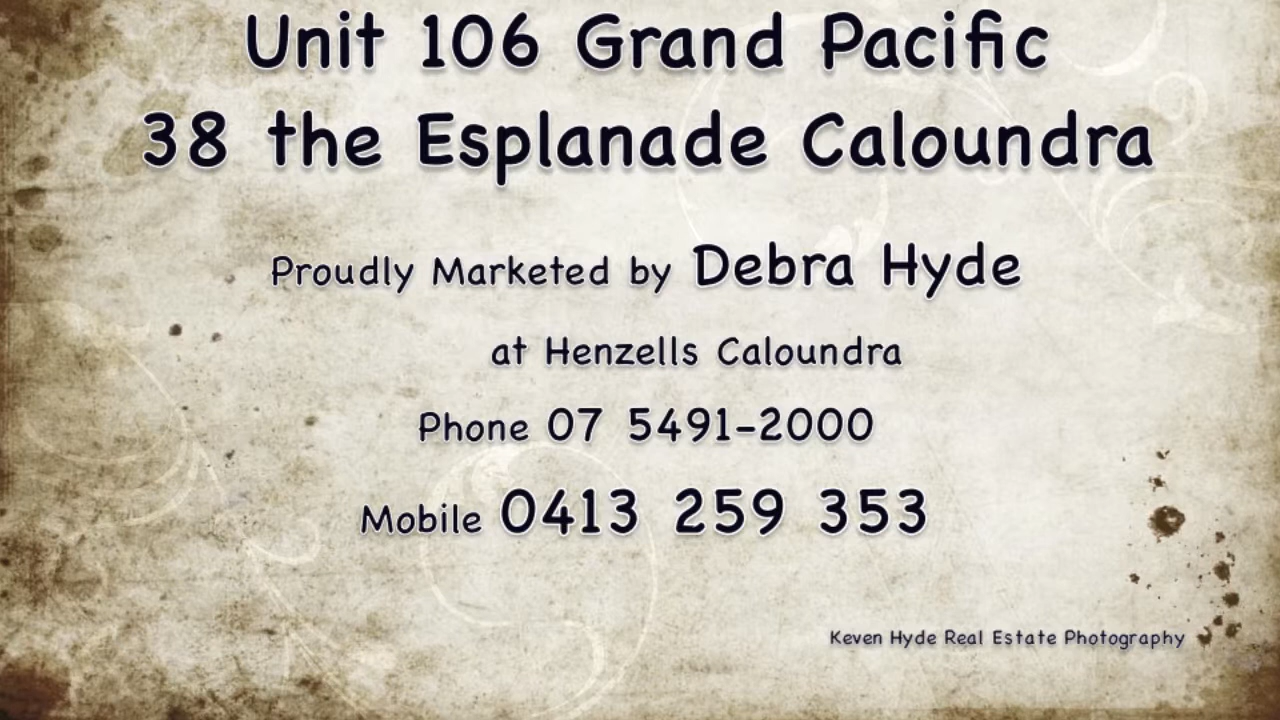 Unit 106 Grand Pacific
38 the Esplanade Caloundra
Proudly Marketed by Debra Hyde
at Henzells Caloundra
Phone 07 5491-2000
Mobile 0413 259 353
Keven Hyde Real Estate Photography